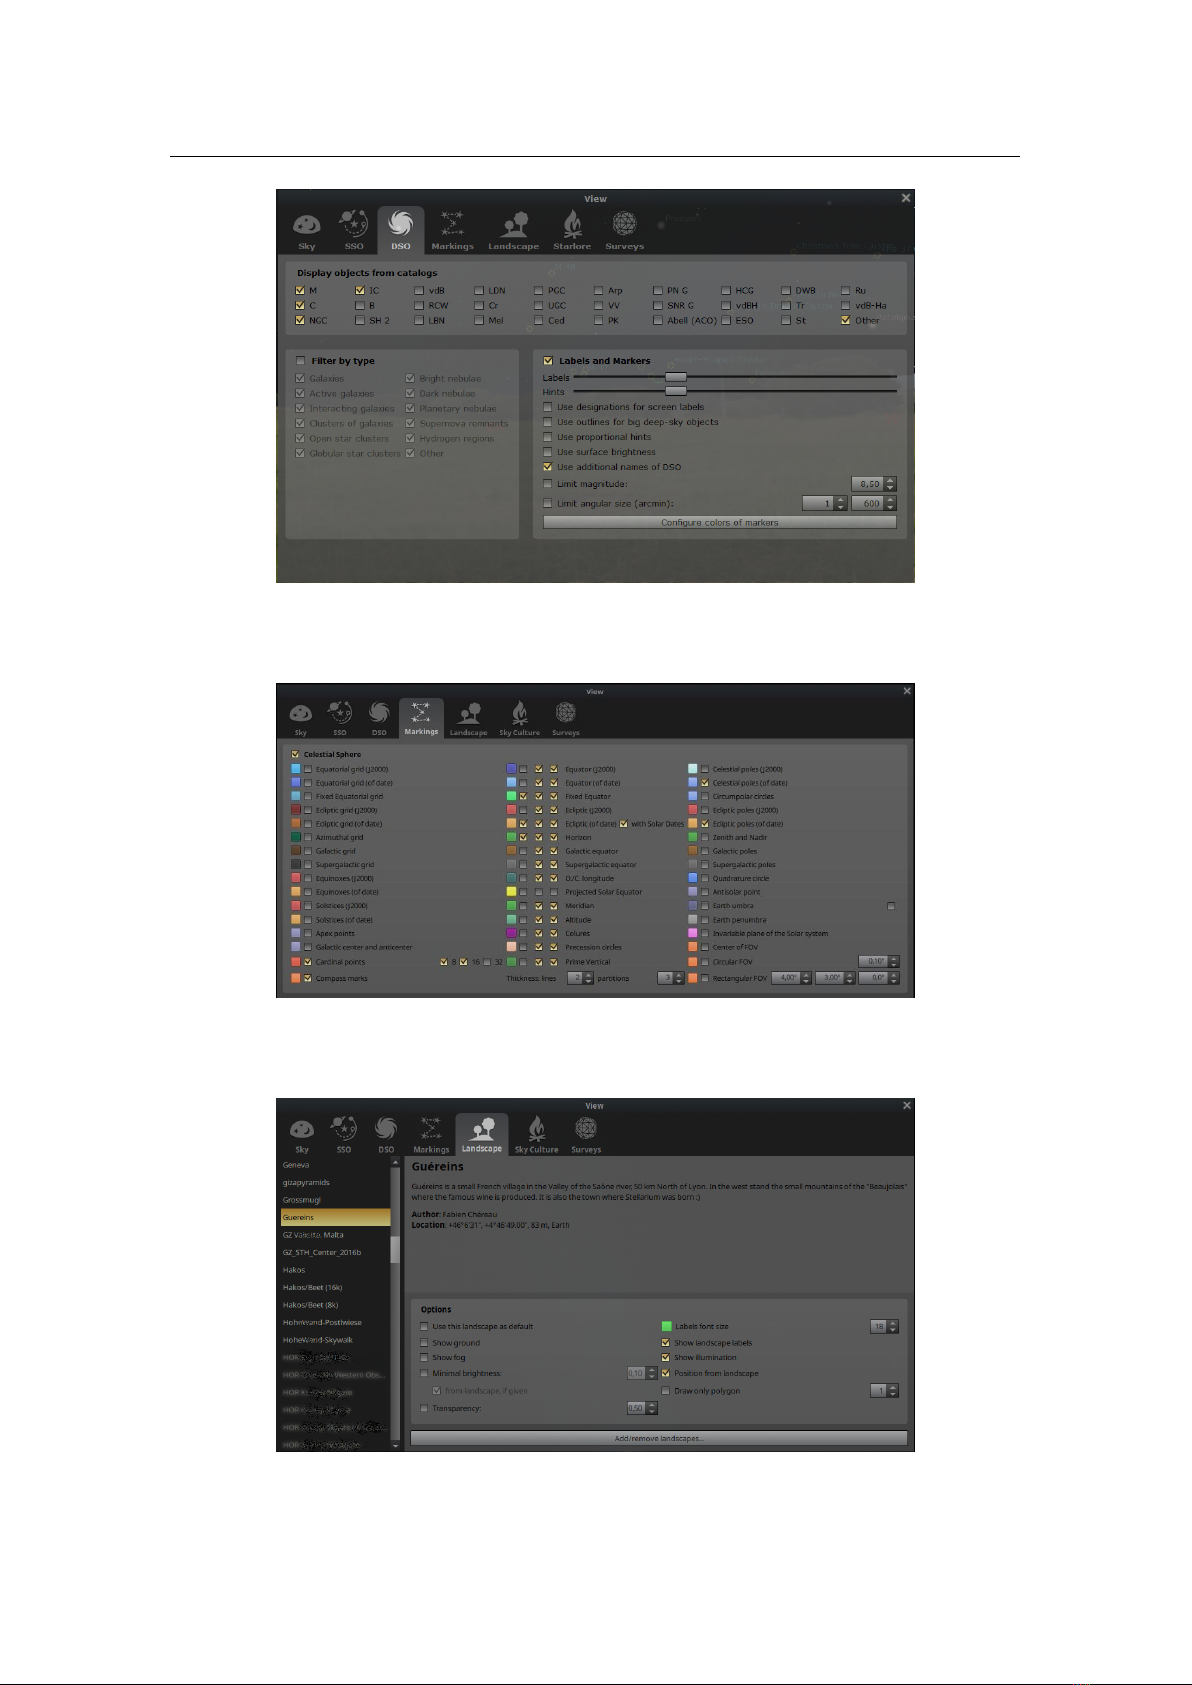 View
Sky SSO DSO Markings Landscape Starlore Surveys
Display objects from catalogs
M IC vdB LDN PGC Arp PN G HCG DWB Ru
C B RCW Cr UGC VV SNR G vdBH Tr vdB-Ha
NGC SH 2 LBN Mel Ced PK Abell (ACO) ESO St Other
Filter by type
Galaxies Bright nebulae
Active galaxies Dark nebulae
Interacting galaxies Planetary nebulae
Clusters of galaxies Supernova remnants
Open star clusters Hydrogen regions
Globular star clusters Other
Labels and Markers
Labels
Hints
Use designations for screen labels
Use outlines for big deep-sky objects
Use proportional hints
Use surface brightness
Use additional names of DSO
Limit magnitude: 8,50
Limit angular size (arcmin): 1 600
Configure colors of markers
View
Sky SSO DSO Markings Landscape Sky Culture Surveys
Celestial Sphere
Equatorial grid (J2000) Equator (J2000) Celestial poles (J2000)
Equatorial grid (of date) Equator (of date) Celestial poles (of date)
Fixed Equatorial grid Fixed Equator Circumpolar circles
Ecliptic grid (J2000) Ecliptic (J2000) Ecliptic poles (J2000)
Ecliptic grid (of date) Ecliptic (of date) with Solar Dates Ecliptic poles (of date)
Azimuthal grid Horizon Zenith and Nadir
Galactic grid Galactic equator Galactic poles
Supergalactic grid Supergalactic equator Supergalactic poles
Equinoxes (J2000) O./C. longitude Quadrature circle
Equinoxes (of date) Projected Solar Equator Antisolar point
Solstices (J2000) Meridian Earth umbra
Solstices (of date) Altitude Earth penumbra
Apex points Colures Invariable plane of the Solar system
Galactic center and anticenter Precession circles Center of FOV
Cardinal points 8 16 32 Prime Vertical Circular FOV 0,10°
Compass marks Thickness: lines 2 partitions 3 Rectangular FOV 4,00° 3,00° 0,0°
View
Sky SSO DSO Markings Landscape Sky Culture Surveys
Geneva
gizapyramids
Grossmugl
Guereins
GZ Valletta, Malta
GZ_STH_Center_2016b
Hakos
Hakos/Beet (16k)
Hakos/Beet (8k)
HoheWand-Postlwiese
HoheWand-Skywalk
HOR
HOR Western Obs...
HOR
HOR
HOR
HOR
Guéreins
Guéreins is a small French village in the Valley of the Saône river, 50 km North of Lyon. In the west stand the small mountains of the "Beaujolais"
where the famous wine is produced. It is also the town where Stellarium was born :)
Author: Fabien Chéreau
Location: +46°6'31", +4°46'49.00", 83 m, Earth
Options
Use this landscape as default Labels font size 18
Show ground Show landscape labels
Show fog Show illumination
Minimal brightness: 0,10 Position from landscape
from landscape, if given Draw only polygon 1
Transparency: 0,50
Add/remove landscapes...